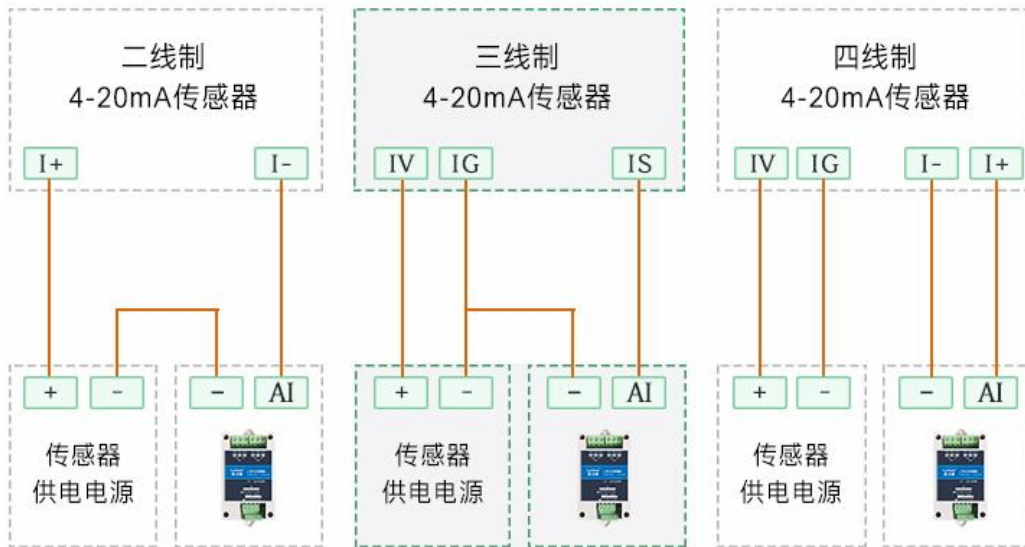 二线制
4-20mA传感器
I+
I-
三线制
4-20mA传感器
IV
IG
IS
四线制
4-20mA传感器
IV
IG
I-
I+
+
-
-
AI
传感器
供电电源
+
-
-
AI
传感器
供电电源
+
-
-
AI
传感器
供电电源